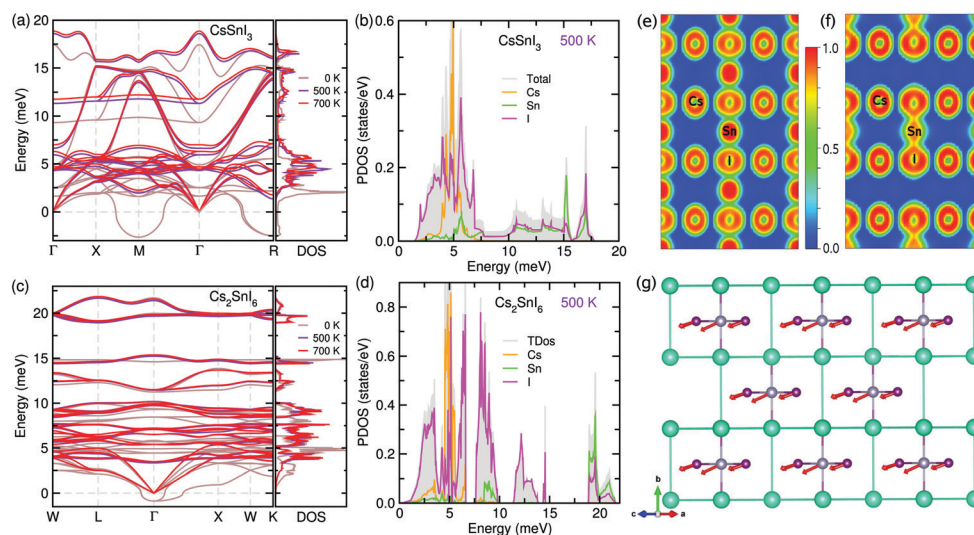 (a)
CsSnI3
Energy (meV)
20
15
10
5
0
0 K
500 K
700 K
Γ X M Γ R DOS
(b)
CsSnI3 500 K
PDOS (states/eV)
0.6
0.4
0.2
0.0
Total
Cs
Sn
I
0 5 10 15 20
Energy (meV)
(c)
Cs2SnI6
Energy (meV)
20
15
10
5
0
0 K
500 K
700 K
W L Γ X W K DOS
(d)
Cs2SnI6 500 K
PDOS (states/eV)
0.8
0.6
0.4
0.2
0.0
TDos
Cs
Sn
I
0 5 10 15 20
Energy (meV)
(e)
Cs
Sn
I
1.0
0.5
0.0
(f)
Cs
Sn
I
(g)
b
c a